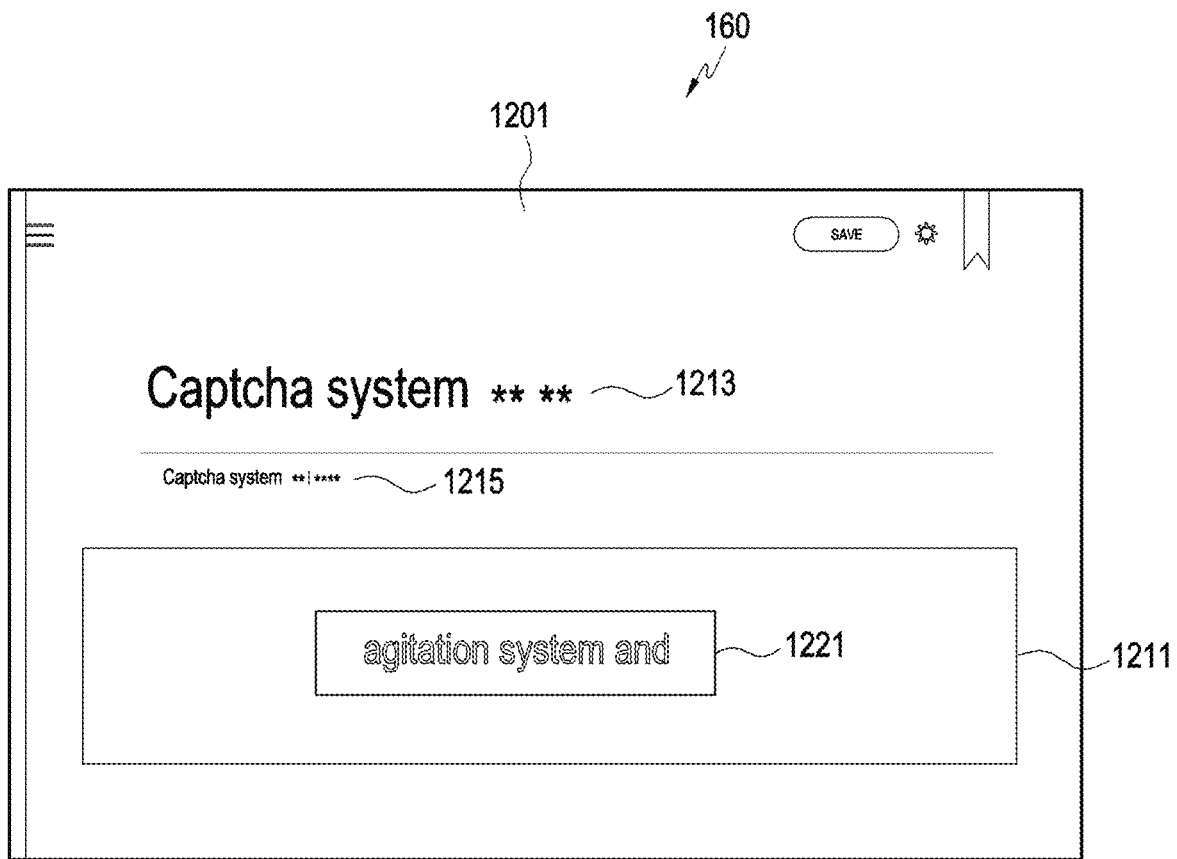 160
1201
SAVE
Captcha system ** ** 1213
Captcha system **|**** 1215
agitation system and 1221
1211